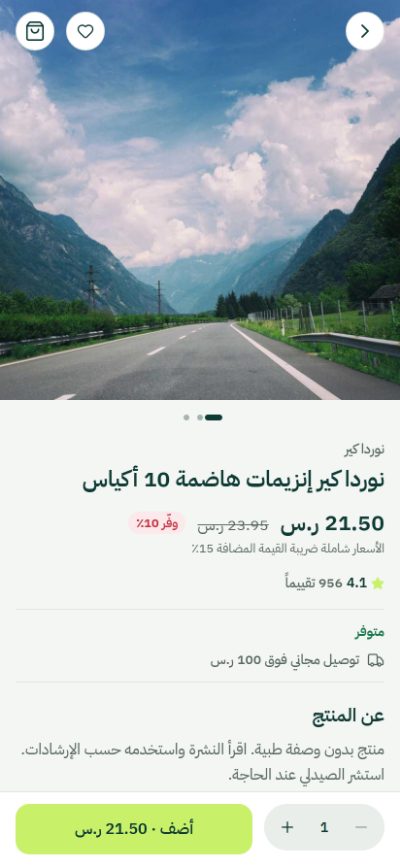 نوردا كير
نوردا كير إنزيمات هاضمة 10 أكياس
21.50 ر.س 23.95 ر.س وفّر 10٪
الأسعار شاملة ضريبة القيمة المضافة 15٪
4.1 956 تقييماً
متوفر
توصيل مجاني فوق 100 ر.س
عن المنتج
منتج بدون وصفة طبية. اقرأ النشرة واستخدمه حسب الإرشادات.
استشر الصيدلي عند الحاجة.
1
أضف · 21.50 ر.س